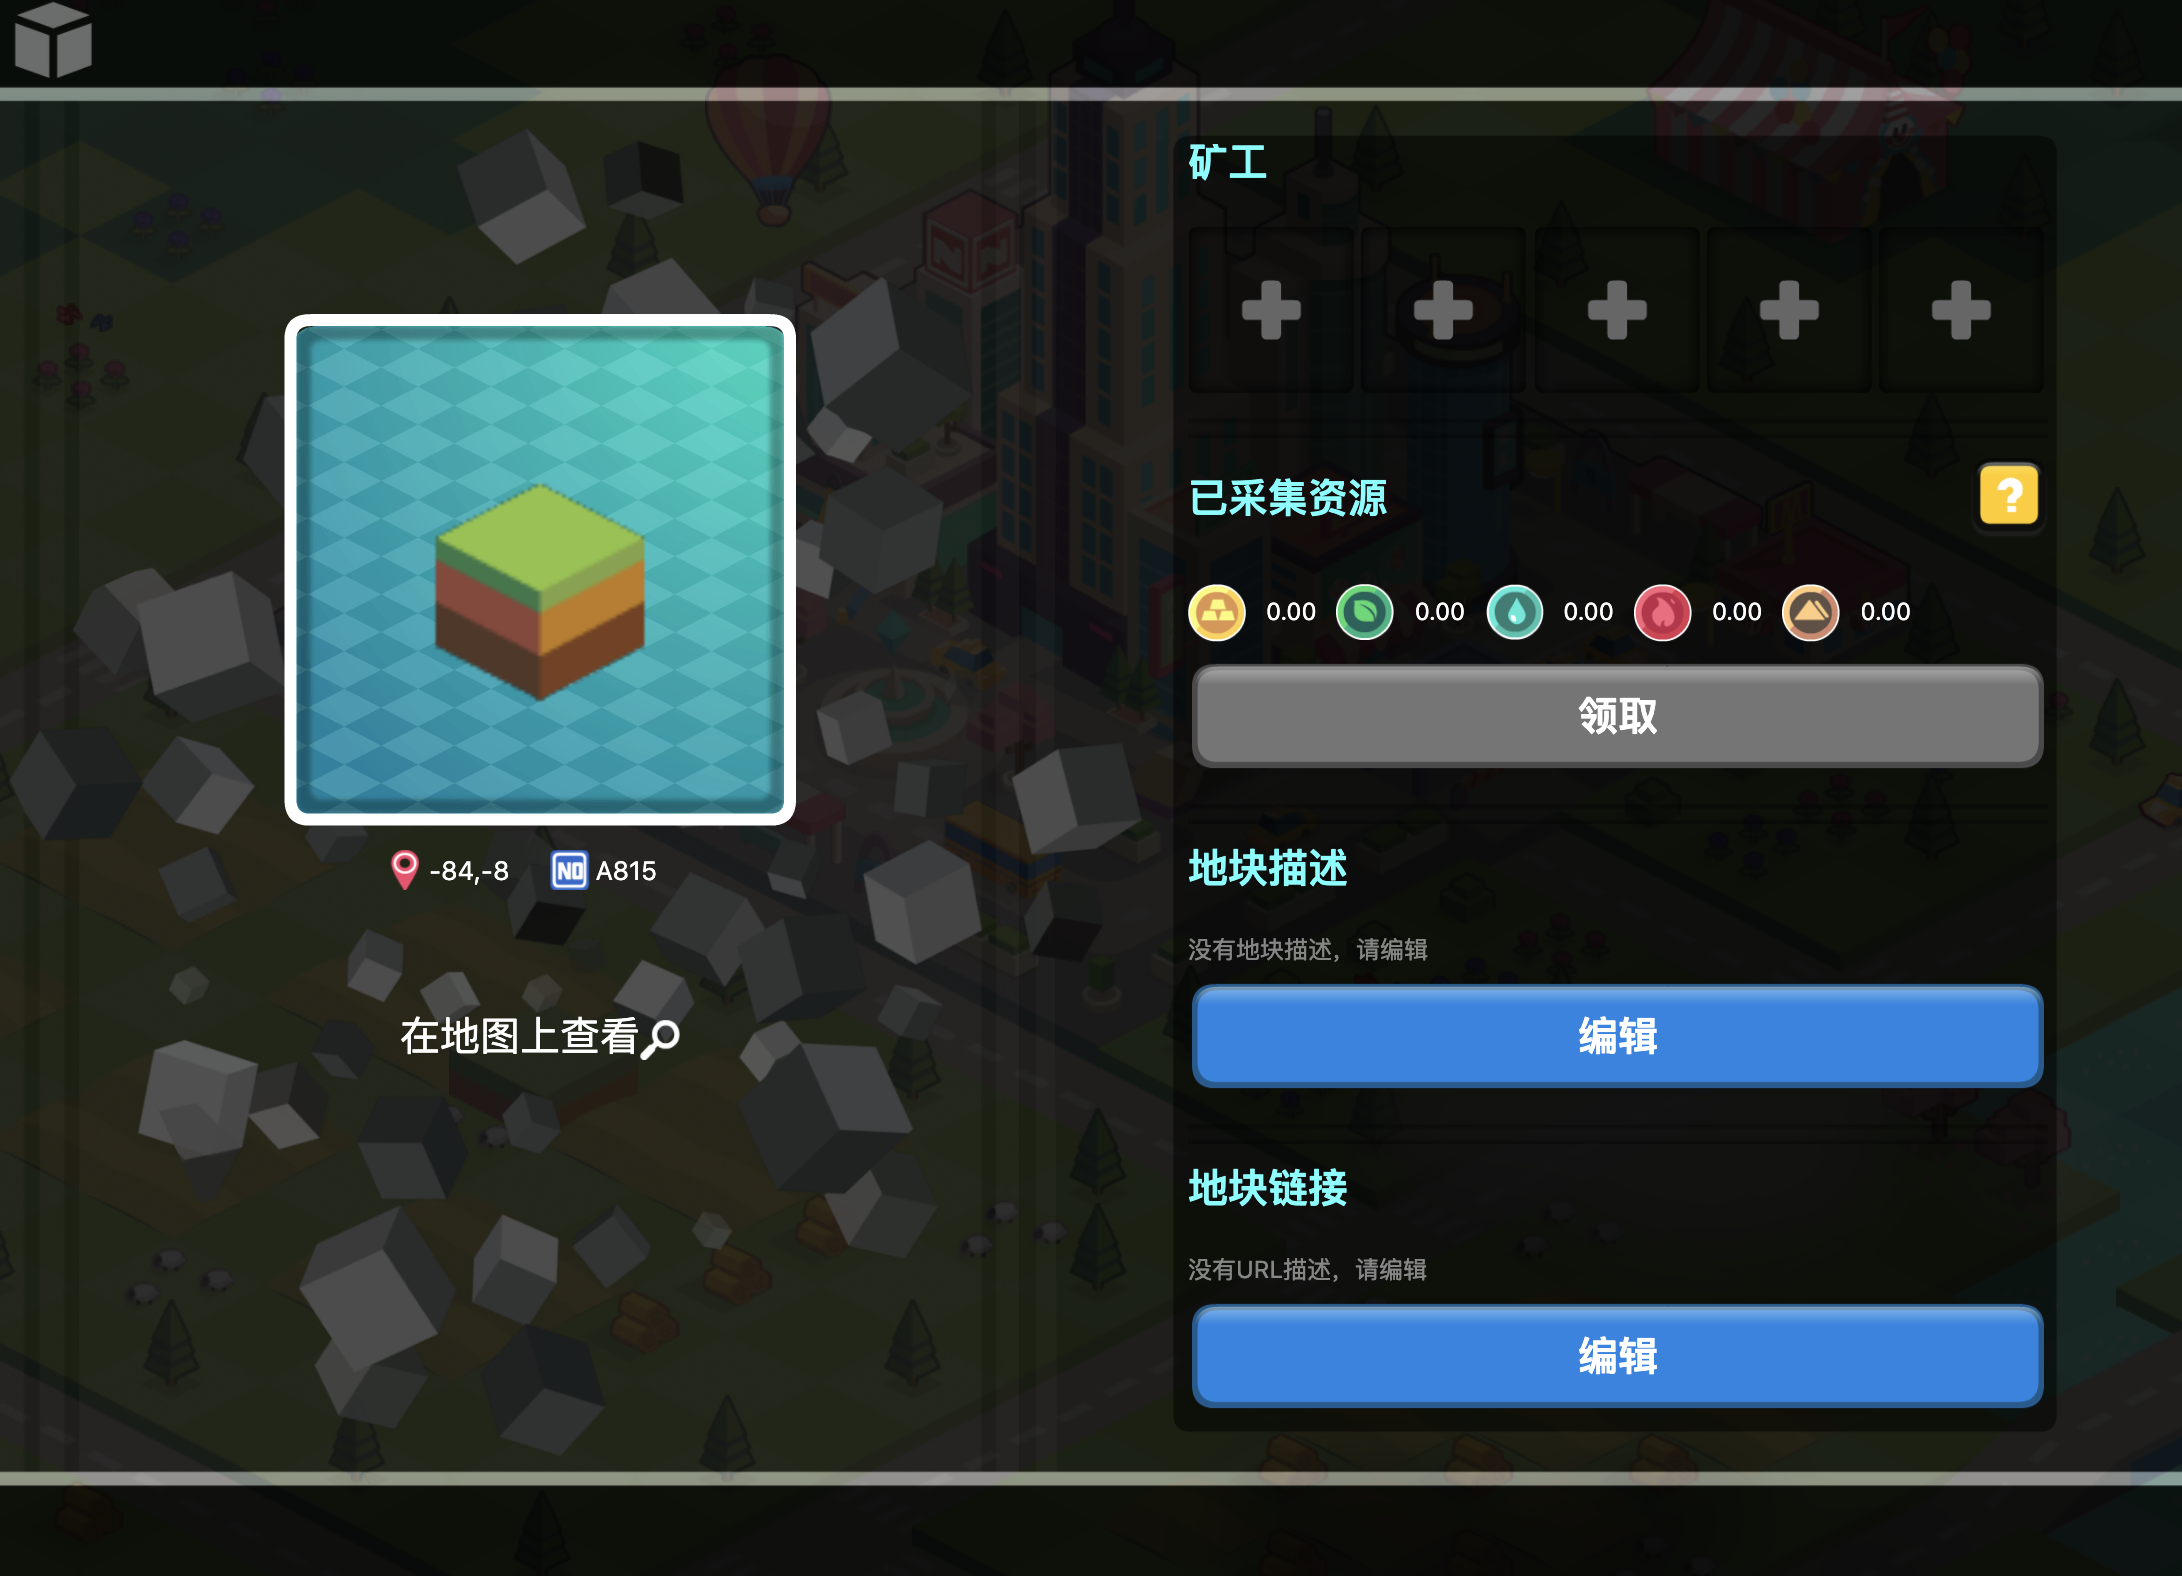 矿工
已采集资源
?
0.00 0.00 0.00 0.00 0.00
领取
-84,-8 NO A815
在地图上查看
地块描述
没有地块描述，请编辑
编辑
地块链接
没有URL描述，请编辑
编辑